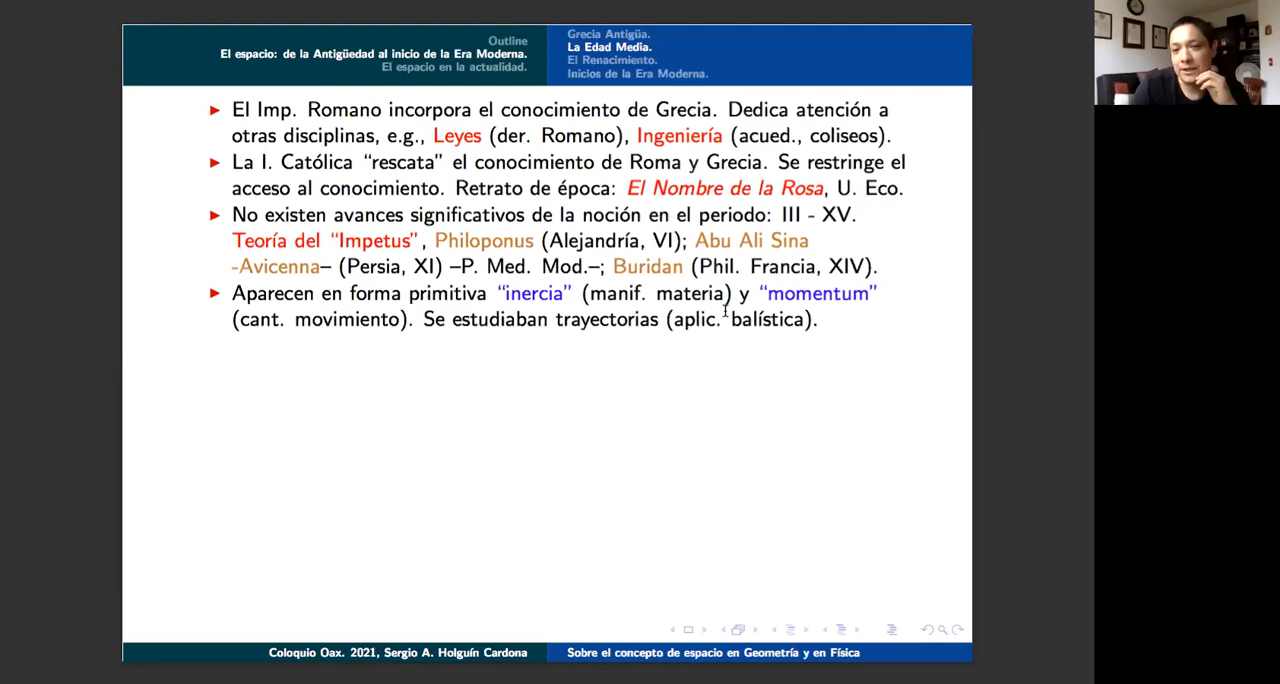 Outline
El espacio: de la Antigüedad al inicio de la Era Moderna.
El espacio en la actualidad.
Grecia Antigüa.
La Edad Media.
El Renacimiento.
Inicios de la Era Moderna.
El Imp. Romano incorpora el conocimiento de Grecia. Dedica atención a
otras disciplinas, e.g., Leyes (der. Romano), Ingeniería (acued., coliseos).
La I. Católica “rescata” el conocimiento de Roma y Grecia. Se restringe el
acceso al conocimiento. Retrato de época: El Nombre de la Rosa, U. Eco.
No existen avances significativos de la noción en el periodo: III - XV.
Teoría del “Impetus”, Philoponus (Alejandría, VI); Abu Ali Sina
-Avicenna– (Persia, XI) –P. Med. Mod.–; Buridan (Phil. Francia, XIV).
Aparecen en forma primitiva “inercia” (manif. materia) y “momentum”
(cant. movimiento). Se estudiaban trayectorias (aplic. balística).
Coloquio Oax. 2021, Sergio A. Holguín Cardona
Sobre el concepto de espacio en Geometría y en Física